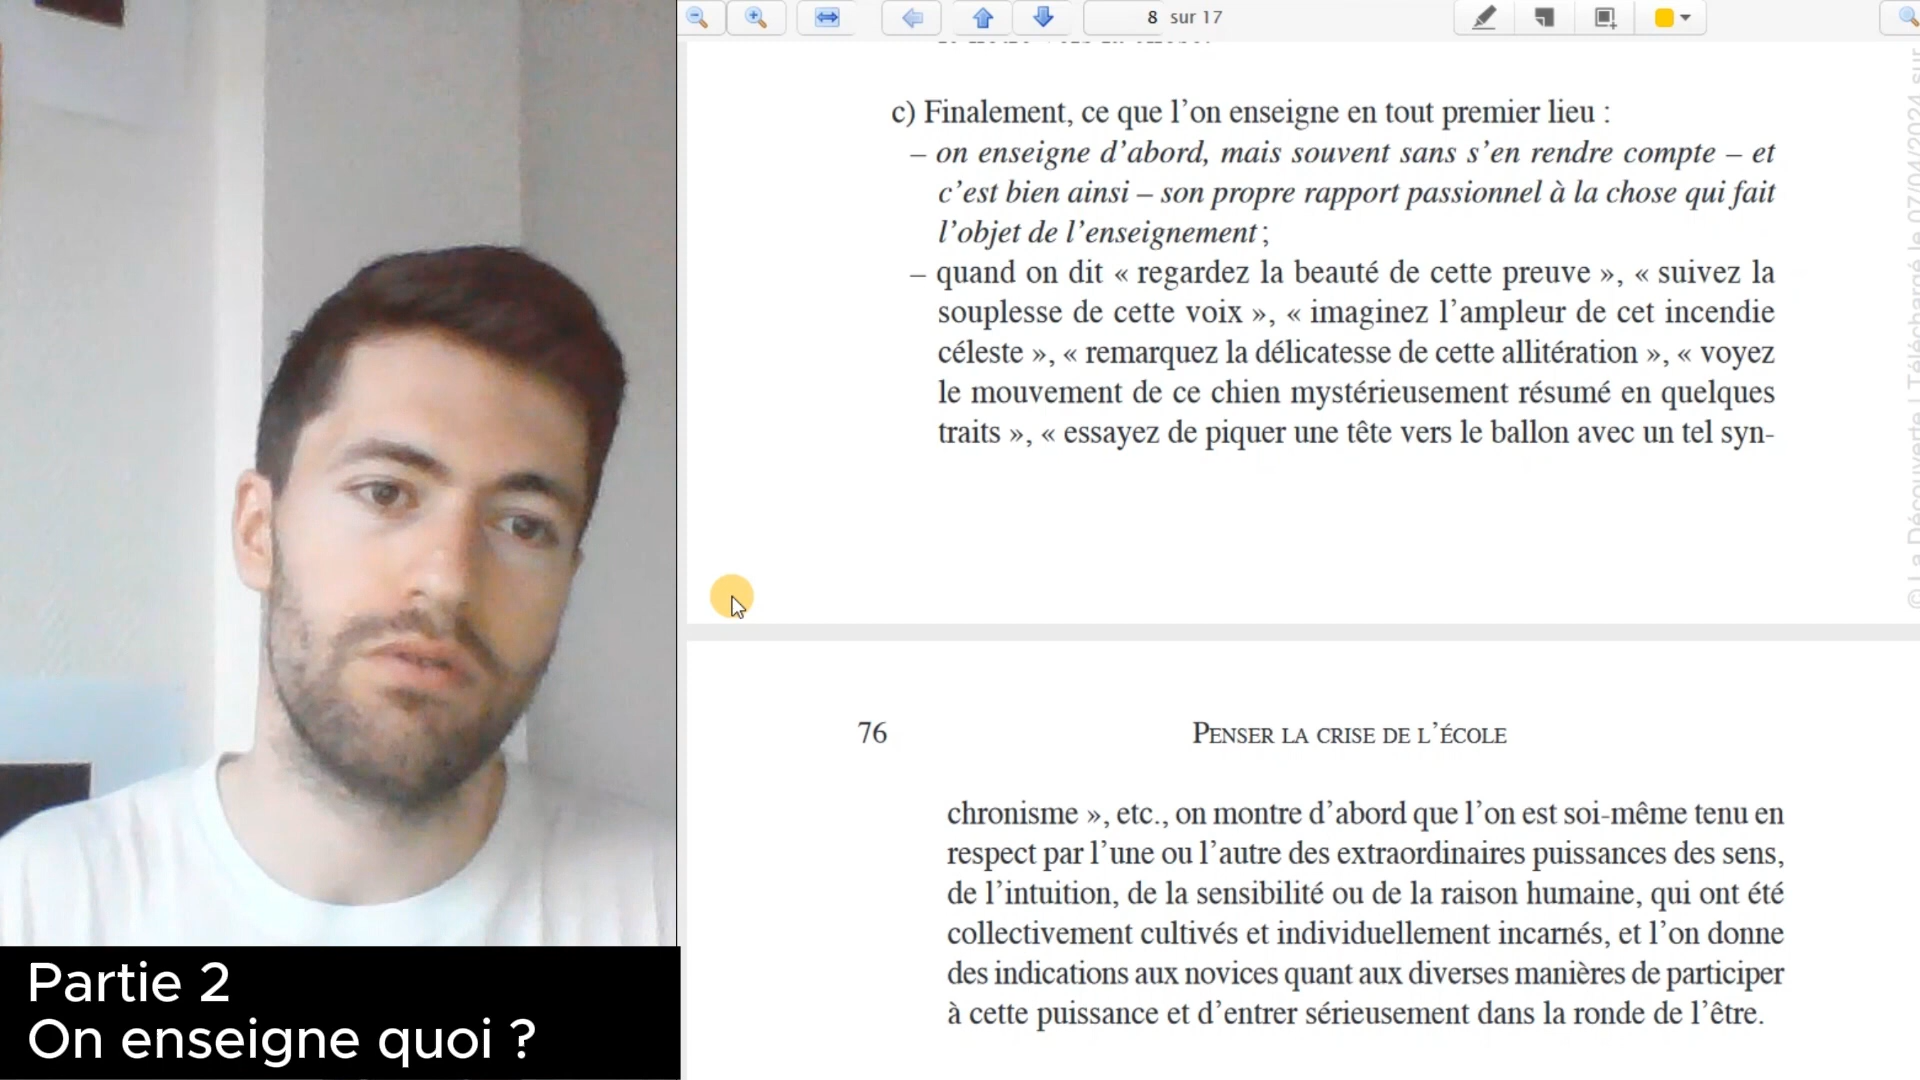 8 sur 17
c) Finalement, ce que l’on enseigne en tout premier lieu :
– on enseigne d’abord, mais souvent sans s’en rendre compte – et
c’est bien ainsi – son propre rapport passionnel à la chose qui fait
l’objet de l’enseignement ;
– quand on dit « regardez la beauté de cette preuve », « suivez la
souplesse de cette voix », « imaginez l’ampleur de cet incendie
céleste », « remarquez la délicatesse de cette allitération », « voyez
le mouvement de ce chien mystérieusement résumé en quelques
traits », « essayez de piquer une tête vers le ballon avec un tel syn-
76 PENSER LA CRISE DE L’ÉCOLE
chronisme », etc., on montre d’abord que l’on est soi-même tenu en
respect par l’une ou l’autre des extraordinaires puissances des sens,
de l’intuition, de la sensibilité ou de la raison humaine, qui ont été
collectivement cultivés et individuellement incarnés, et l’on donne
des indications aux novices quant aux diverses manières de participer
à cette puissance et d’entrer sérieusement dans la ronde de l’être.
© La Découverte | Téléchargé le 07/04/2024 sur
Partie 2
On enseigne quoi ?